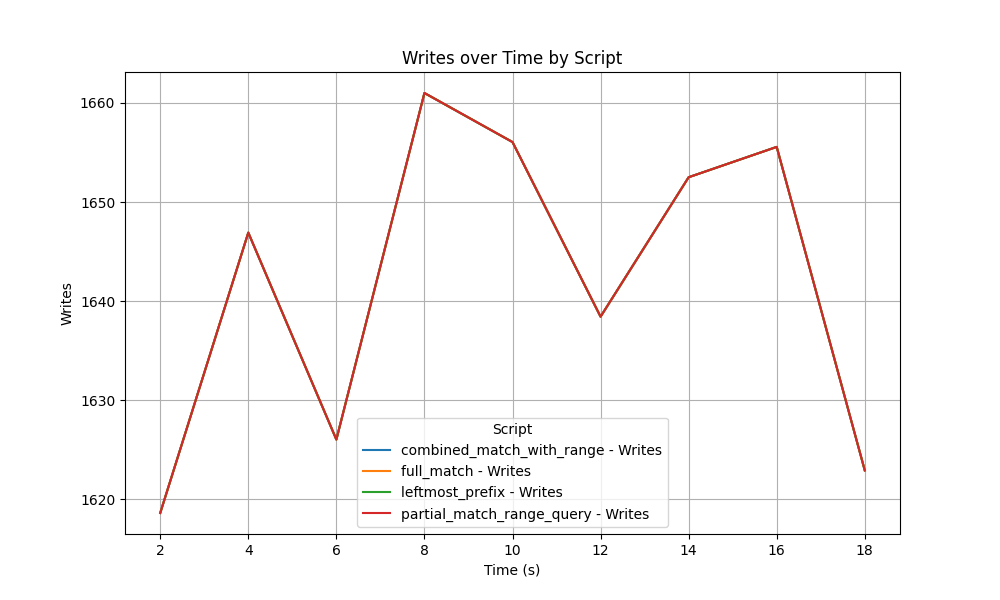 Writes over Time by Script
Writes
1660
1650
1640
1630
1620
Script
combined_match_with_range - Writes
full_match - Writes
leftmost_prefix - Writes
partial_match_range_query - Writes
2 4 6 8 10 12 14 16 18
Time (s)